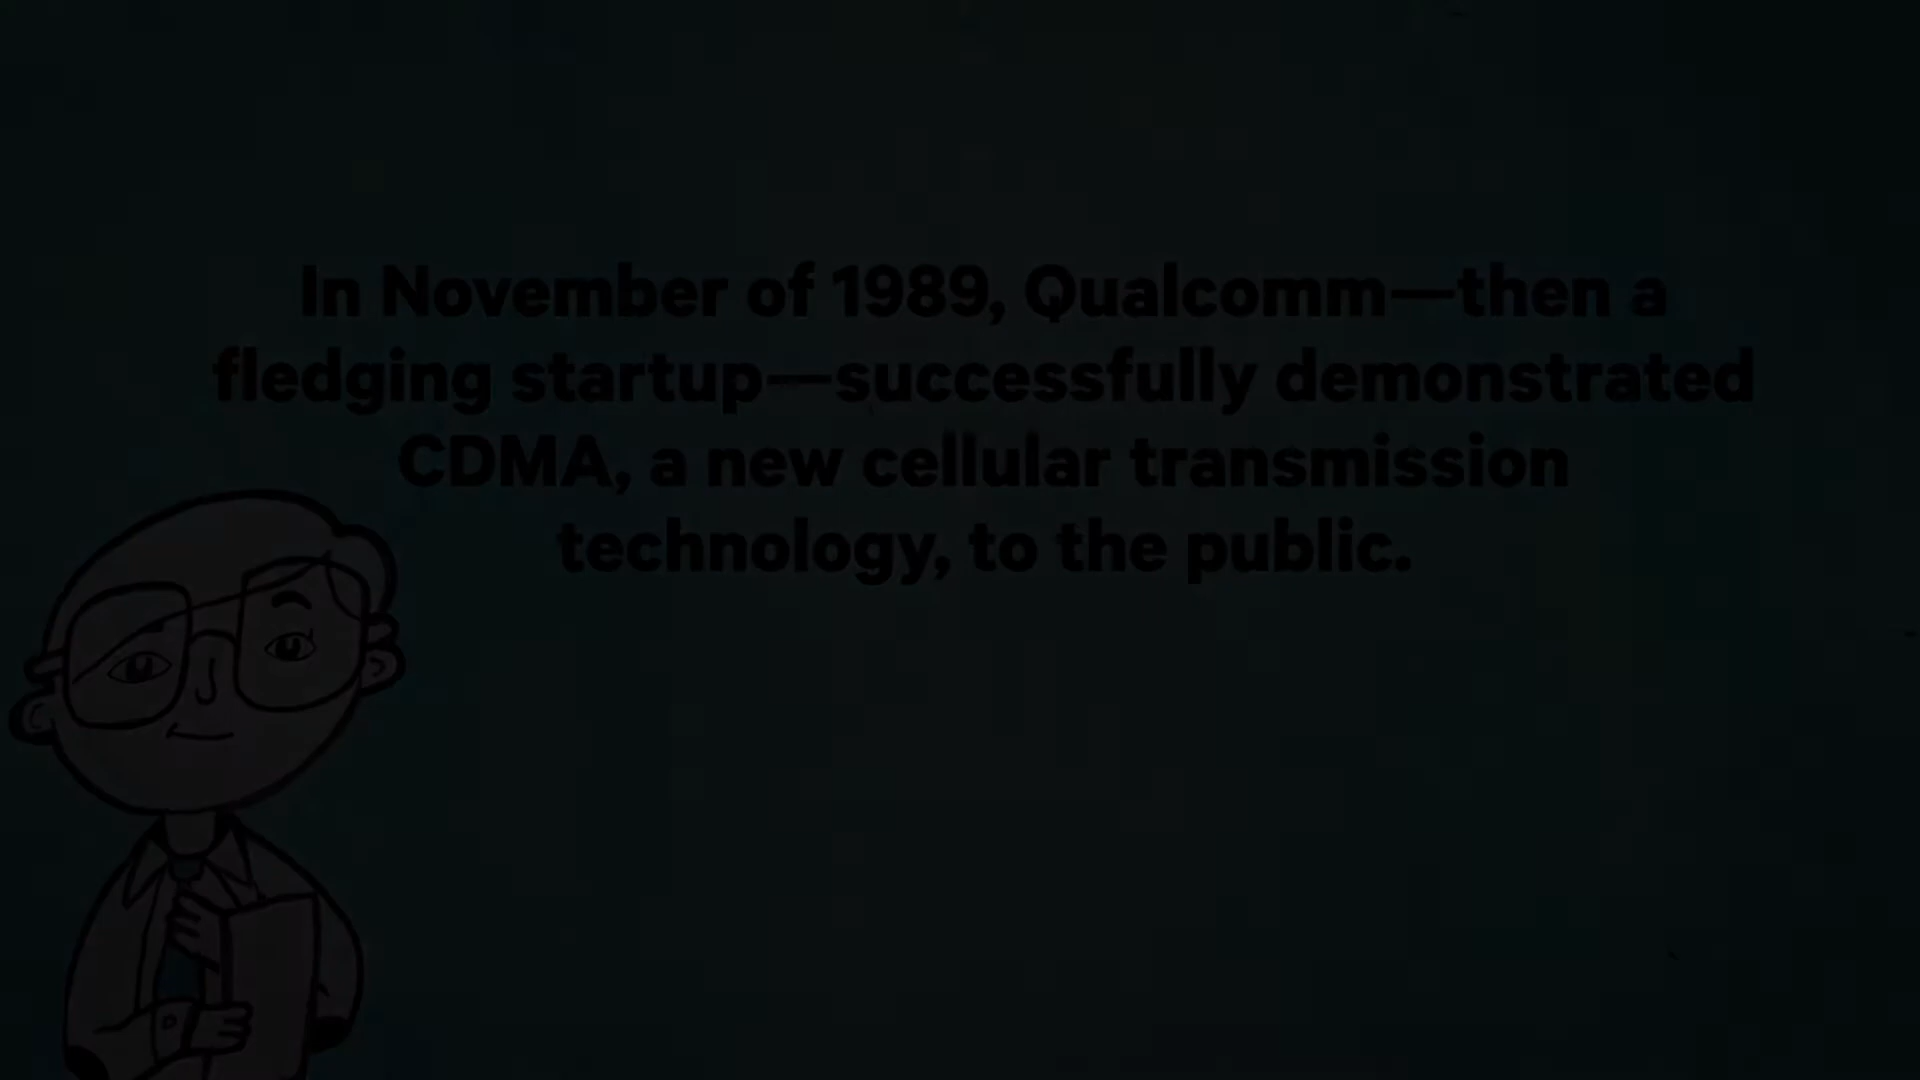 In November of 1989, Qualcomm—then a
fledging startup—successfully demonstrated
CDMA, a new cellular transmission
technology, to the public.